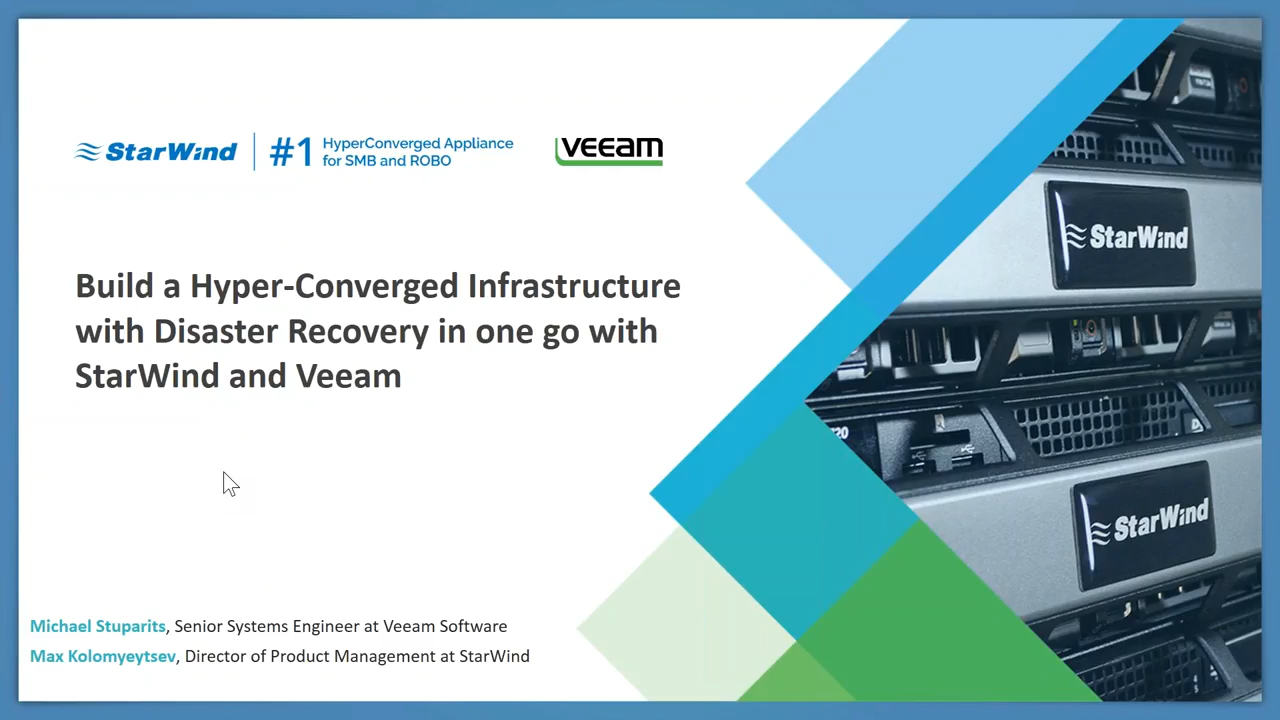 StarWind
#1
HyperConverged Appliance
for SMB and ROBO
veeam
Build a Hyper-Converged Infrastructure
with Disaster Recovery in one go with
StarWind and Veeam
Michael Stuparits, Senior Systems Engineer at Veeam Software
Max Kolomyeytsev, Director of Product Management at StarWind
StarWind
StarWind